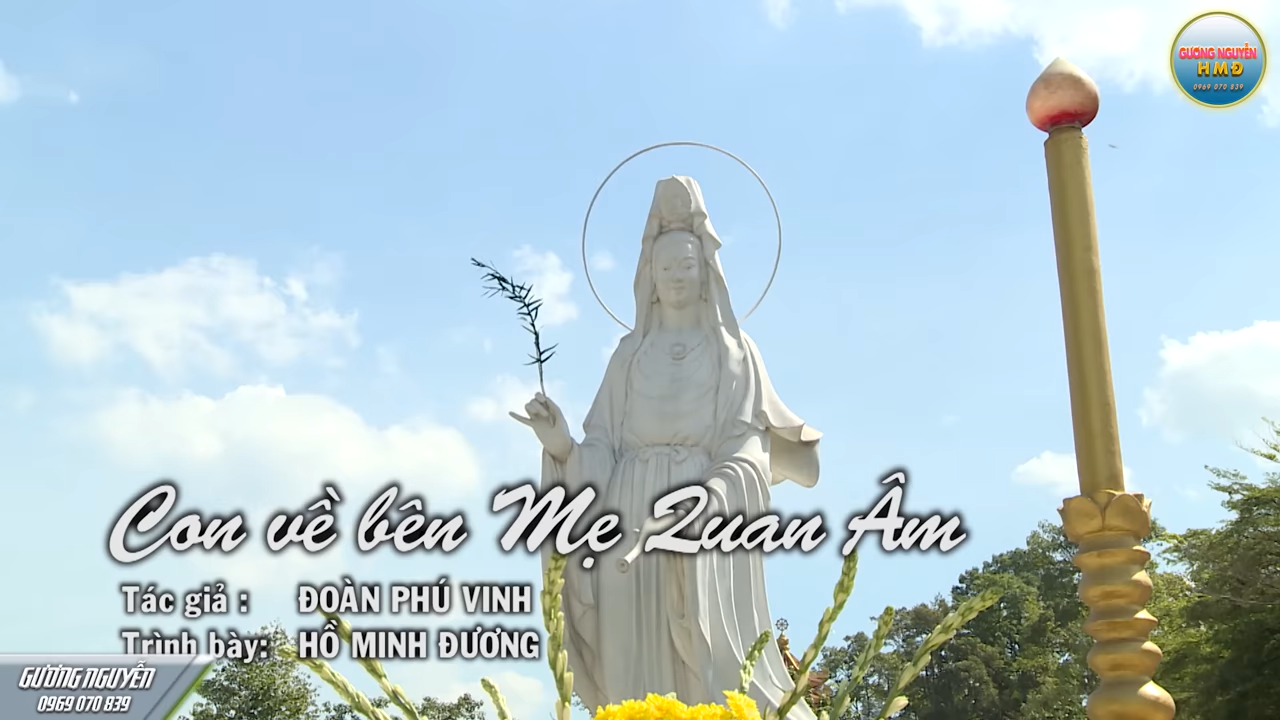 GƯƠNG NGUYỄN
HMĐ
0969 070 839
Con về bên Mẹ Quan Âm
Tác giả : ĐOÀN PHÚ VINH
Trình bày: HỒ MINH ĐƯƠNG
GƯƠNG NGUYỄN
0969 070 839